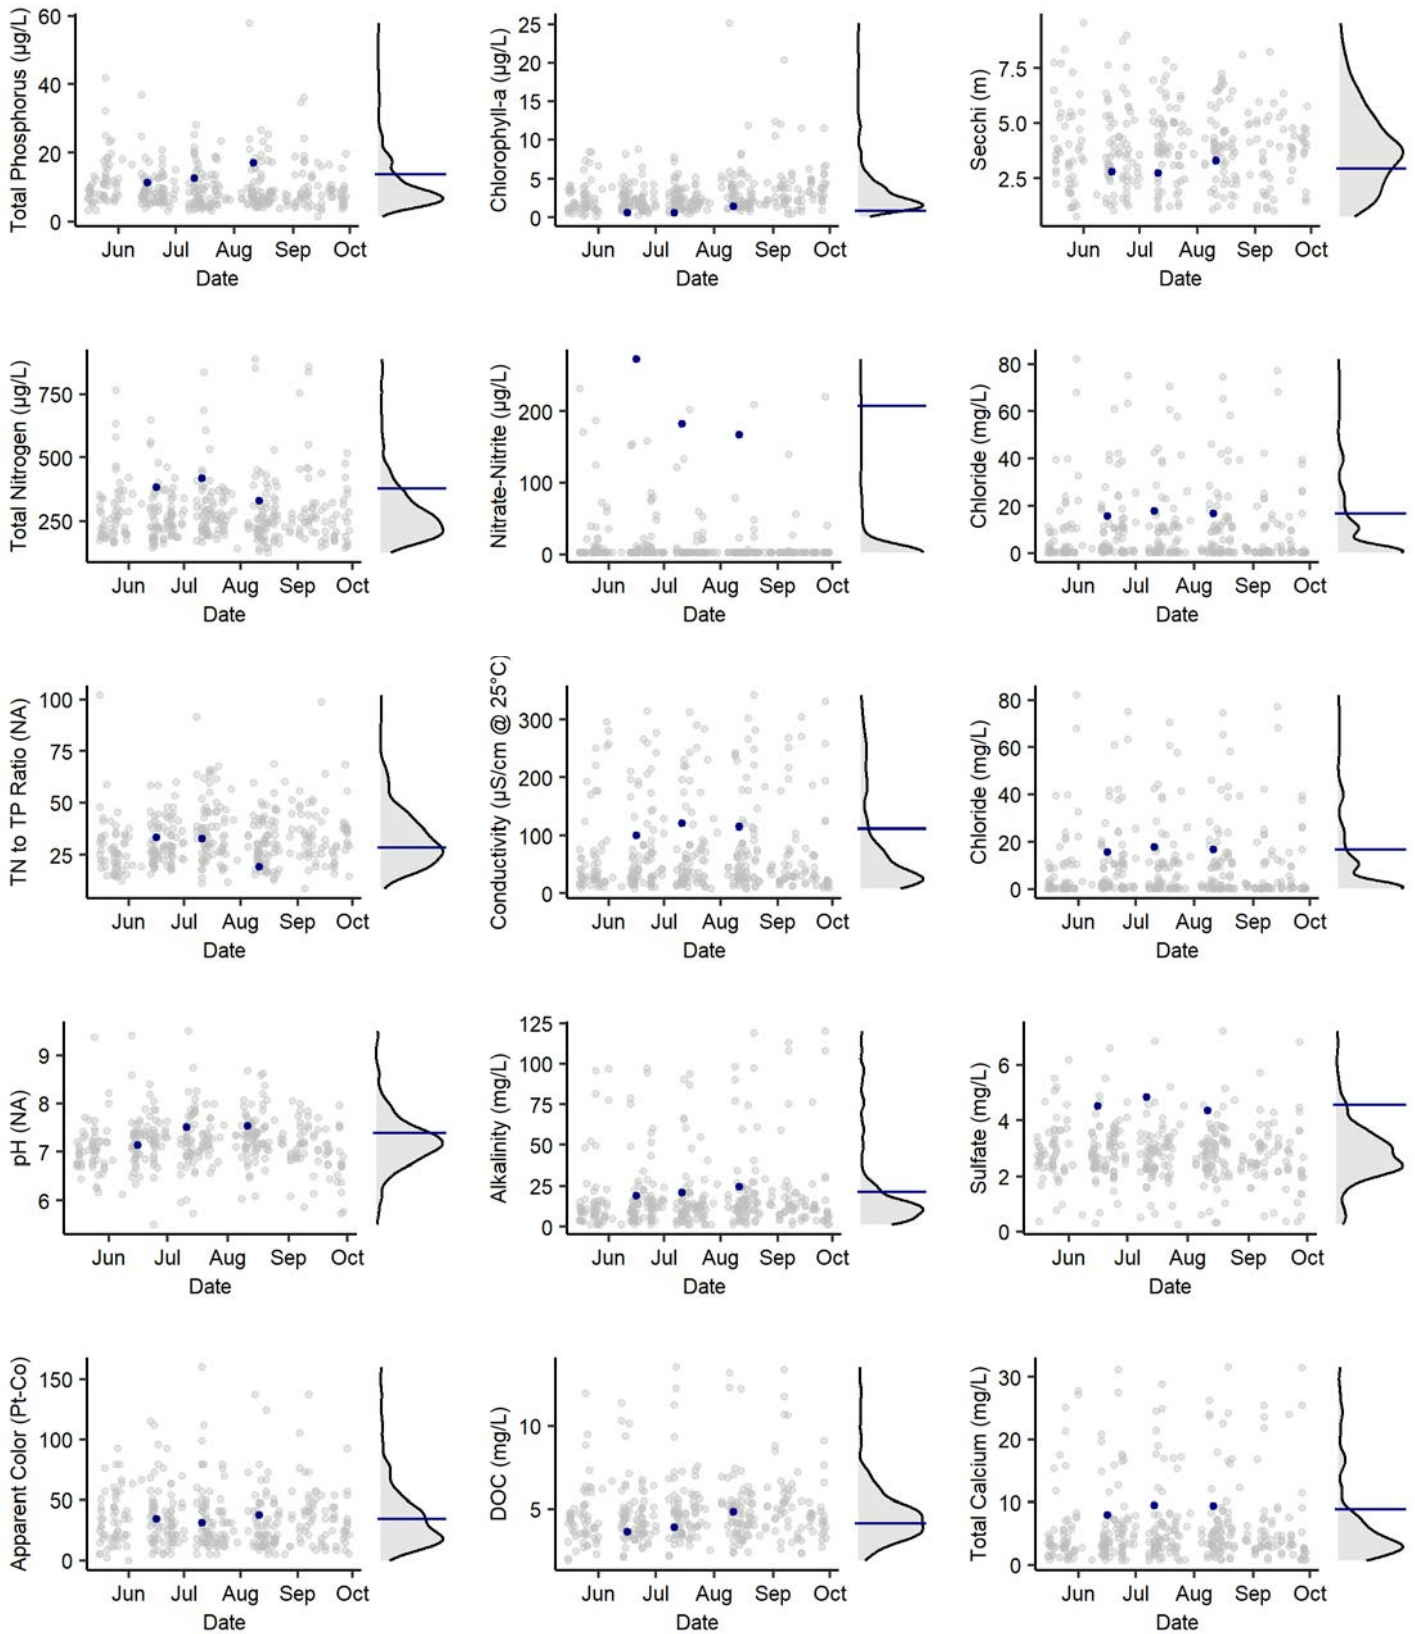 Total Phosphorus (µg/L)
60
40
20
0
Jun Jul Aug Sep Oct
Date
Chlorophyll-a (µg/L)
25
20
15
10
5
0
Jun Jul Aug Sep Oct
Date
Secchi (m)
7.5
5.0
2.5
Jun Jul Aug Sep Oct
Date
Total Nitrogen (µg/L)
750
500
250
Jun Jul Aug Sep Oct
Date
Nitrate-Nitrite (µg/L)
200
100
0
Jun Jul Aug Sep Oct
Date
Chloride (mg/L)
80
60
40
20
0
Jun Jul Aug Sep Oct
Date
TN to TP Ratio (NA)
100
75
50
25
Jun Jul Aug Sep Oct
Date
Conductivity (µS/cm @ 25°C)
300
200
100
0
Jun Jul Aug Sep Oct
Date
Chloride (mg/L)
80
60
40
20
0
Jun Jul Aug Sep Oct
Date
pH (NA)
9
8
7
6
Jun Jul Aug Sep Oct
Date
Alkalinity (mg/L)
125
100
75
50
25
0
Jun Jul Aug Sep Oct
Date
Sulfate (mg/L)
6
4
2
0
Jun Jul Aug Sep Oct
Date
Apparent Color (Pt-Co)
150
100
50
0
Jun Jul Aug Sep Oct
Date
DOC (mg/L)
10
5
Jun Jul Aug Sep Oct
Date
Total Calcium (mg/L)
30
20
10
0
Jun Jul Aug Sep Oct
Date